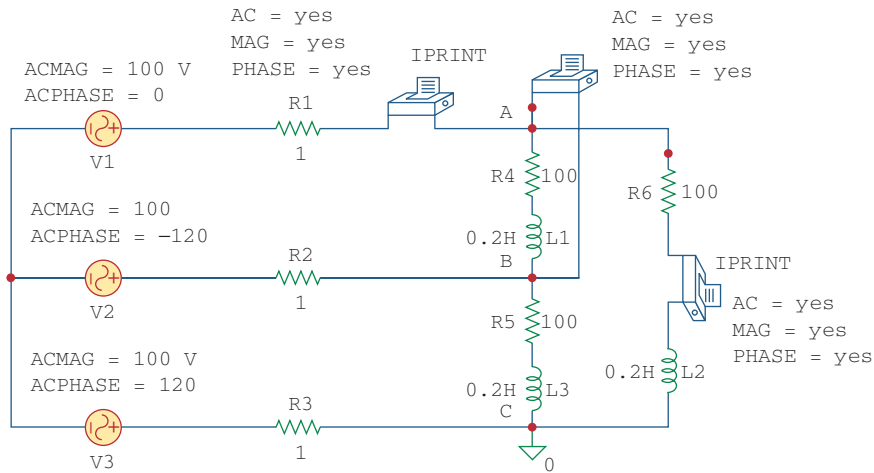 AC = yes
MAG = yes
PHASE = yes
IPRINT
AC = yes
MAG = yes
PHASE = yes
ACMAG = 100 V
ACPHASE = 0
V1
R1
1
A
R4
100
0.2H
L1
R6
100
ACMAG = 100
ACPHASE = −120
V2
R2
1
B
IPRINT
AC = yes
MAG = yes
PHASE = yes
R5
100
0.2H
L3
0.2H
L2
ACMAG = 100 V
ACPHASE = 120
V3
R3
1
C
0